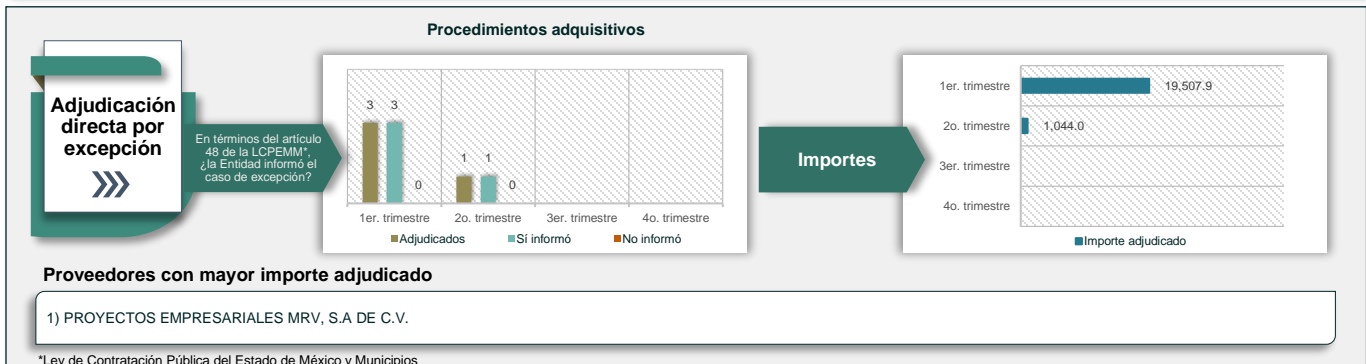 Procedimientos adquisitivos
Adjudicación
directa por
excepción
En términos del artículo
48 de la LCPEMM*,
¿la Entidad informó el
caso de excepción?
3 3
0
1 1
0
1er. trimestre 2o. trimestre 3er. trimestre 4o. trimestre
Adjudicados Sí informó No informó
Importes
1er. trimestre 19,507.9
2o. trimestre 1,044.0
3er. trimestre
4o. trimestre
Importe adjudicado
Proveedores con mayor importe adjudicado
1) PROYECTOS EMPRESARIALES MRV, S.A DE C.V.
*Ley de Contratación Pública del Estado de México y Municipios